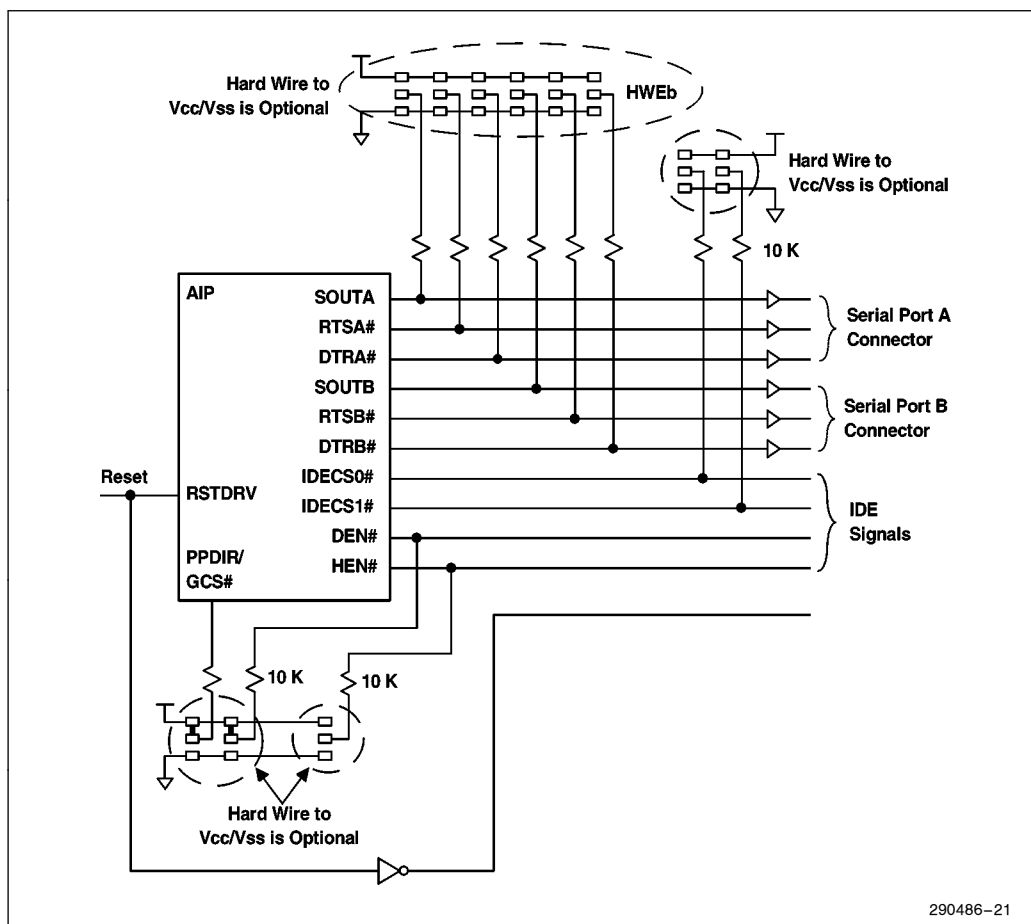 Hard Wire to
Vcc/Vss is Optional
HWEb
Hard Wire to
Vcc/Vss is Optional
10 K
AIP
SOUTA
RTSA#
DTRA#
SOUTB
RTSB#
DTRB#
IDECS0#
IDECS1#
DEN#
HEN#
Serial Port A
Connector
Serial Port B
Connector
IDE
Signals
Reset
RSTDRV
PPDIR/
GCS#
10 K
10 K
Hard Wire to
Vcc/Vss is Optional
290486–21